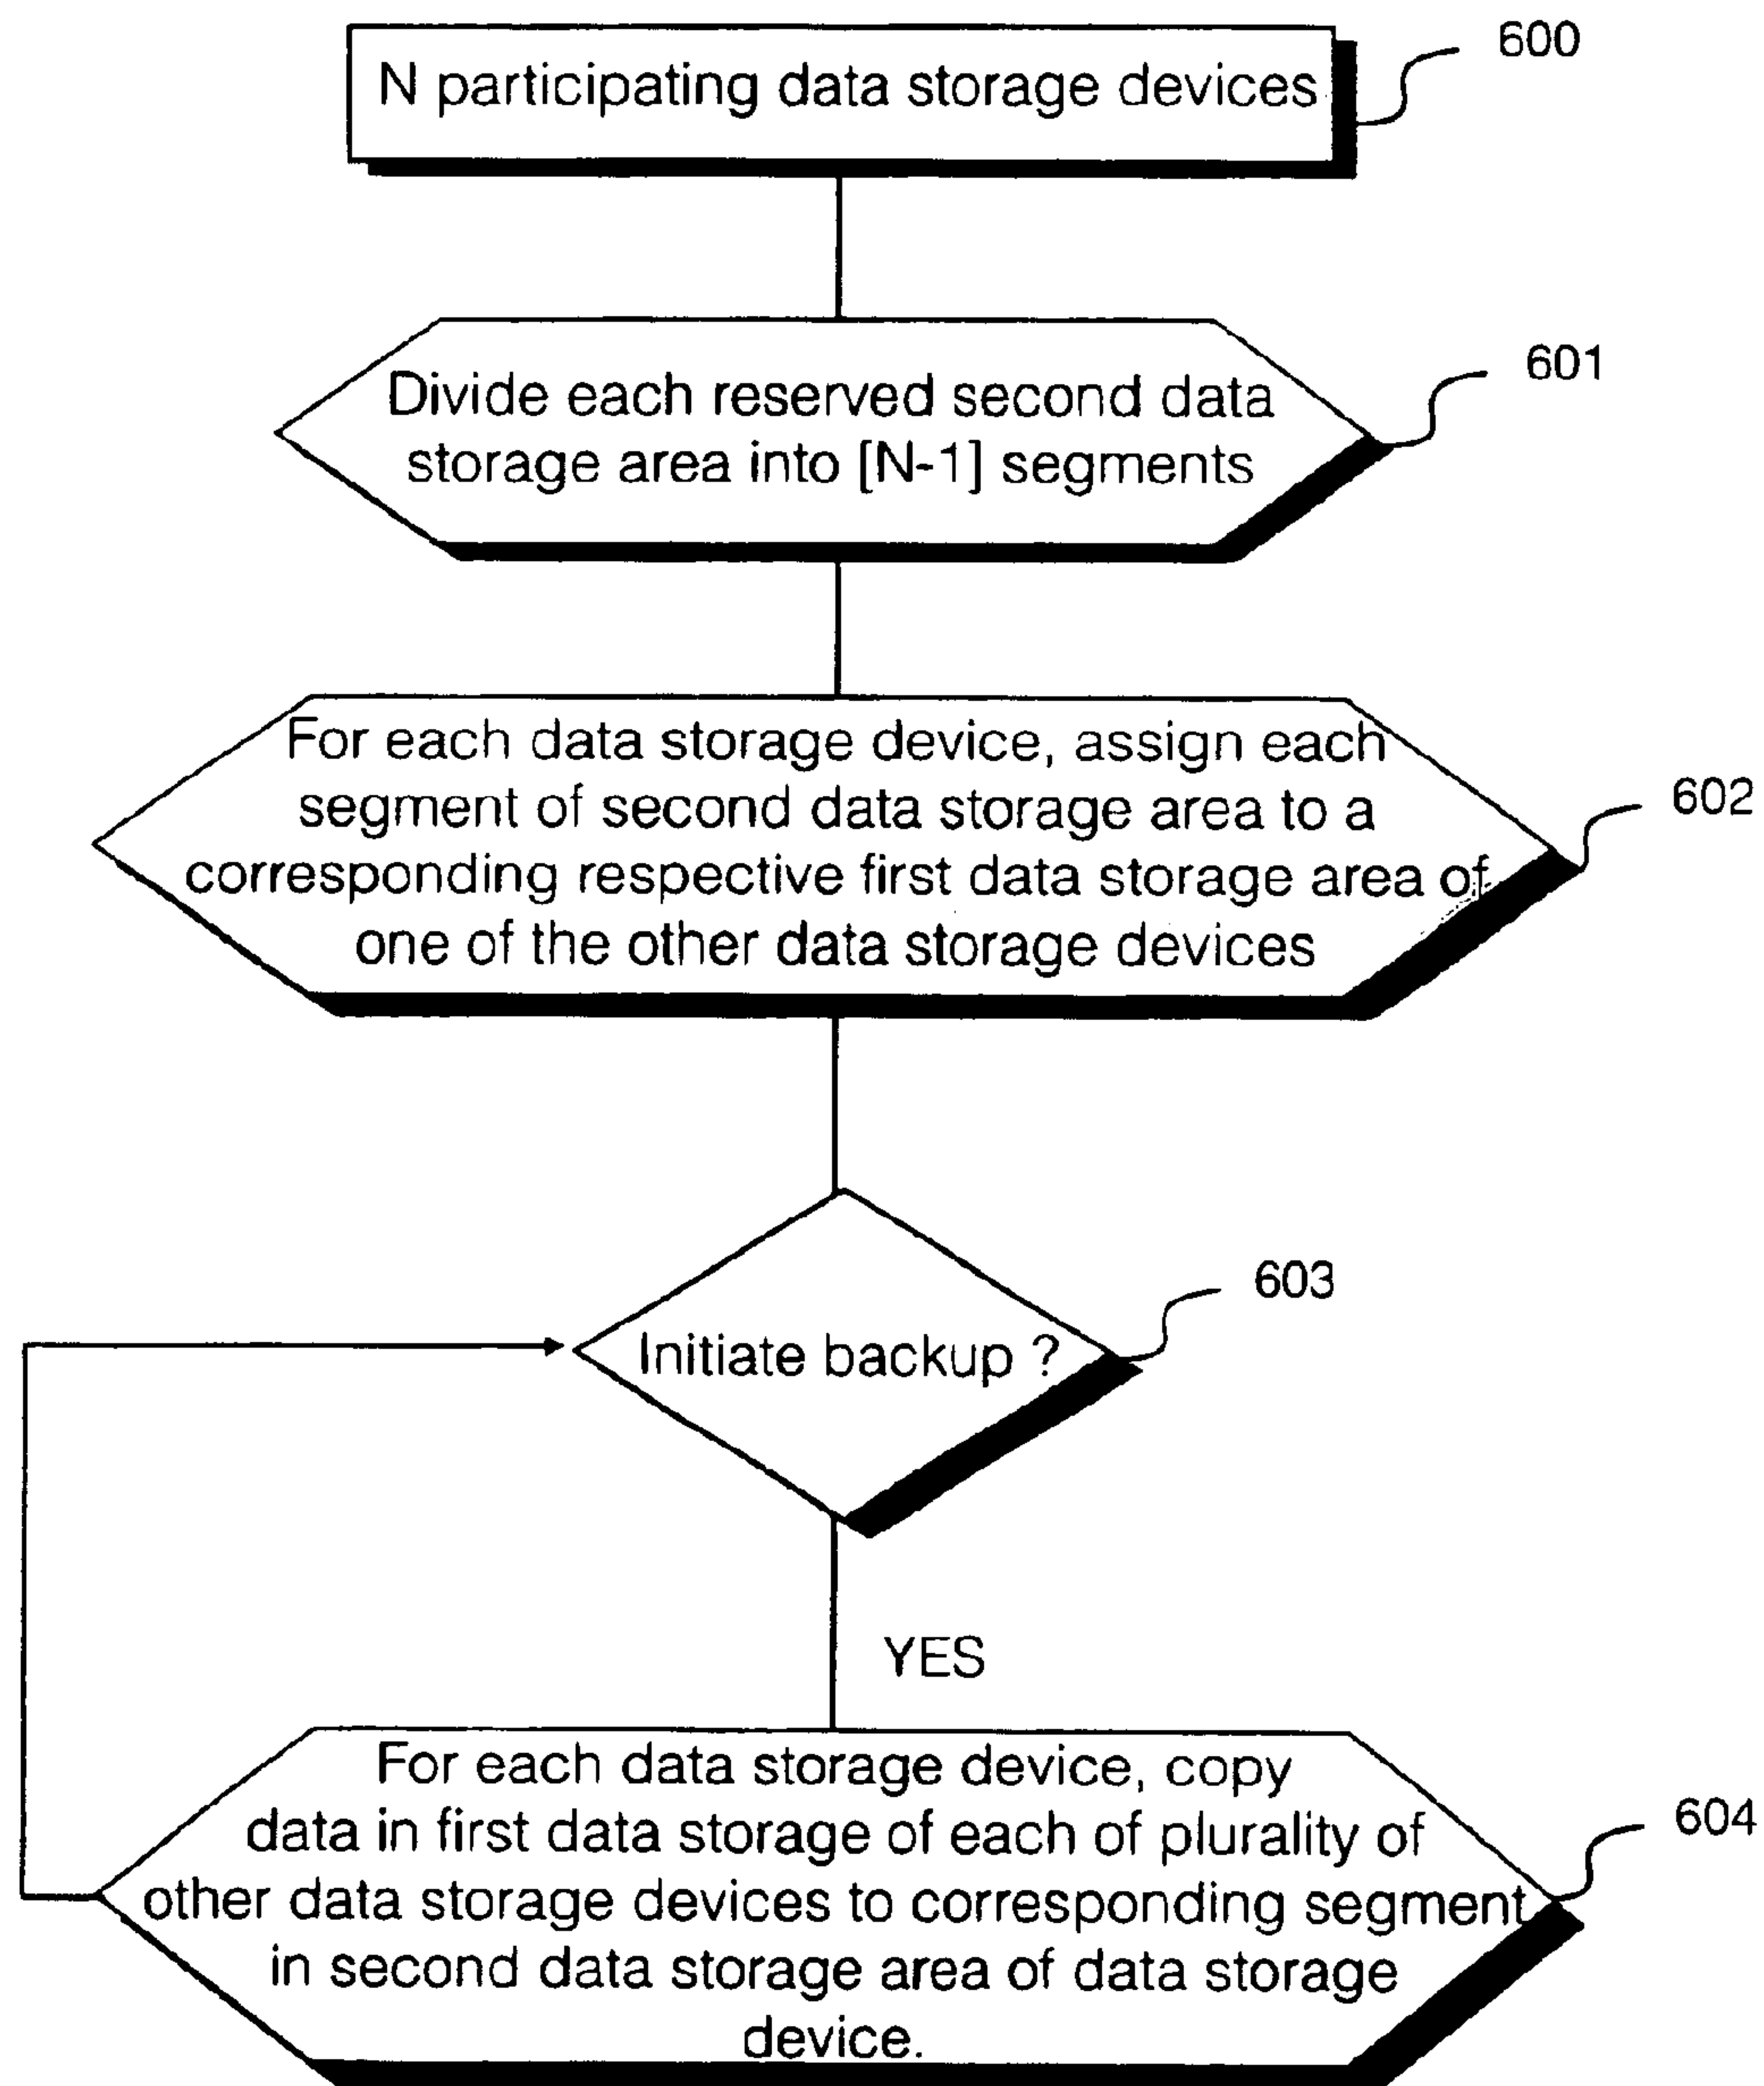 N participating data storage devices
600
Divide each reserved second data
storage area into [N-1] segments
601
For each data storage device, assign each
segment of second data storage area to a
corresponding respective first data storage area of
one of the other data storage devices
602
Initiate backup ?
603
YES
For each data storage device, copy
data in first data storage of each of plurality of
other data storage devices to corresponding segment
in second data storage area of data storage
device.
604